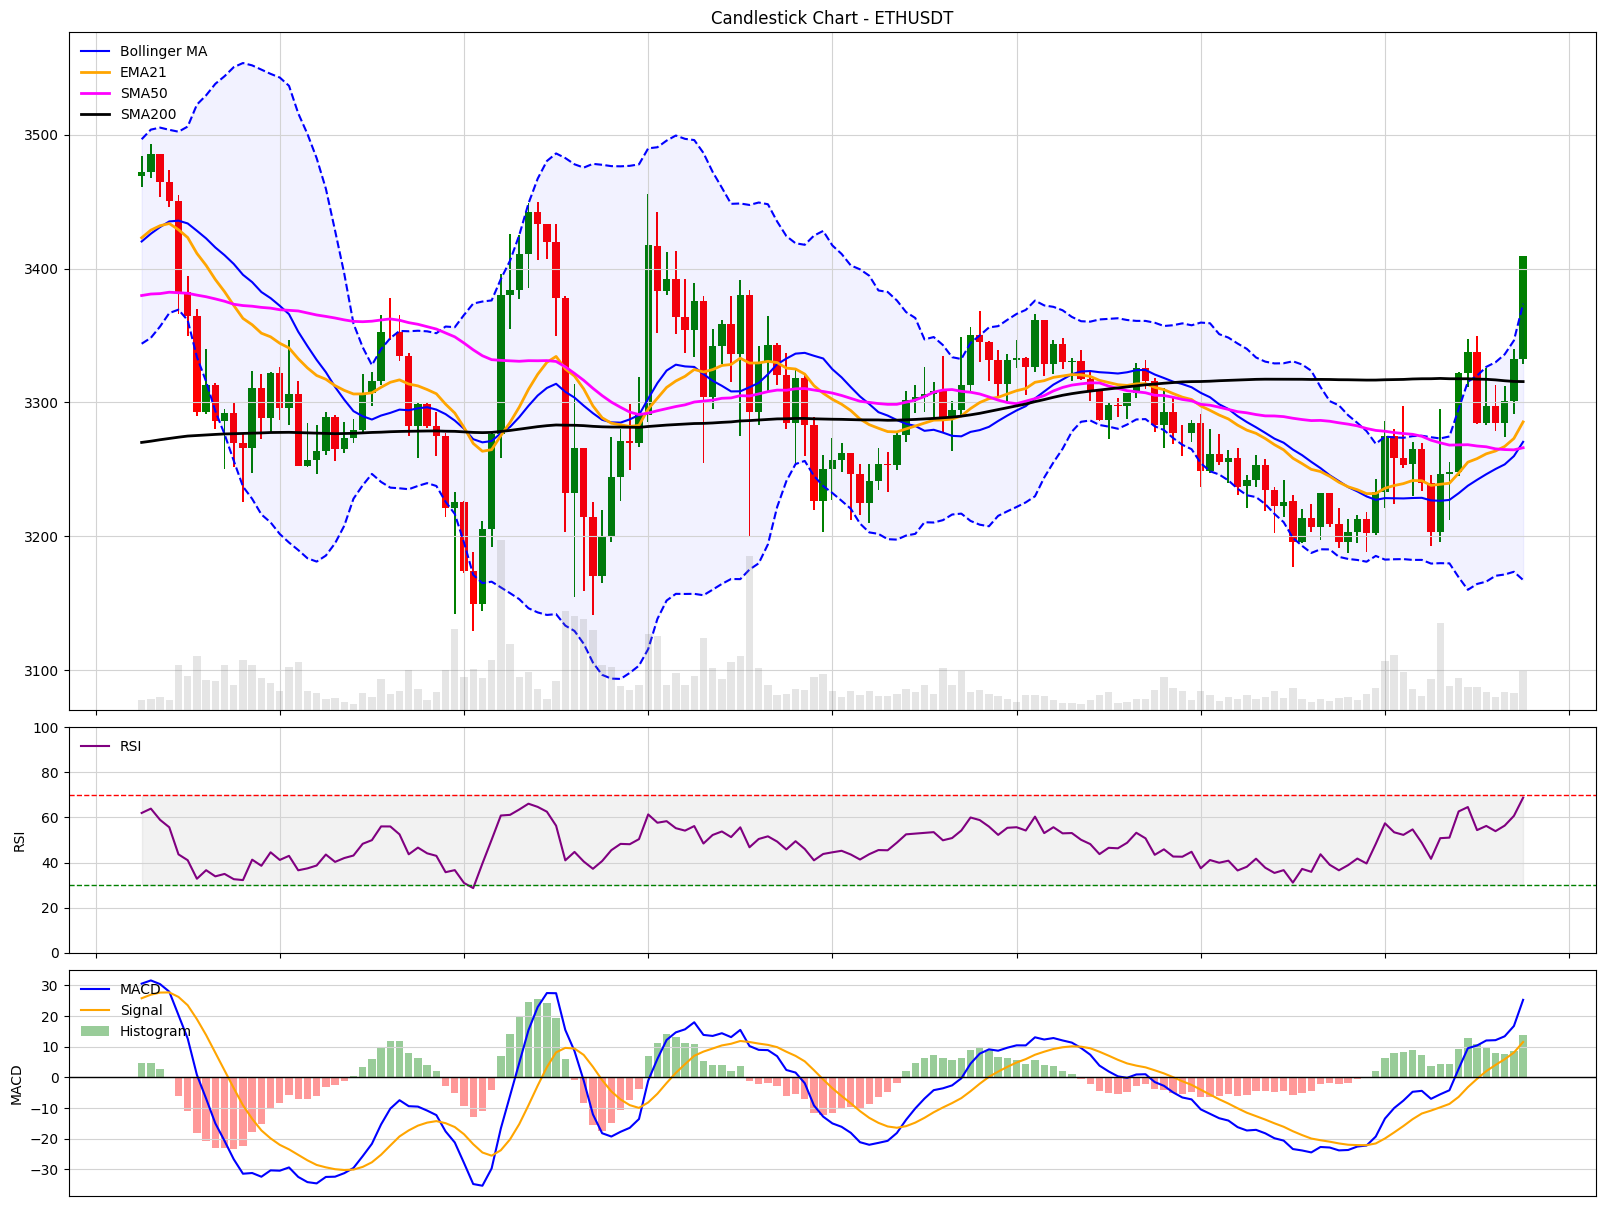 Candlestick Chart - ETHUSDT
Bollinger MA
EMA21
SMA50
SMA200
3500
3400
3300
3200
3100
RSI
100
80
60
40
20
0
RSI
MACD
Signal
Histogram
30
20
10
0
−10
−20
−30
MACD